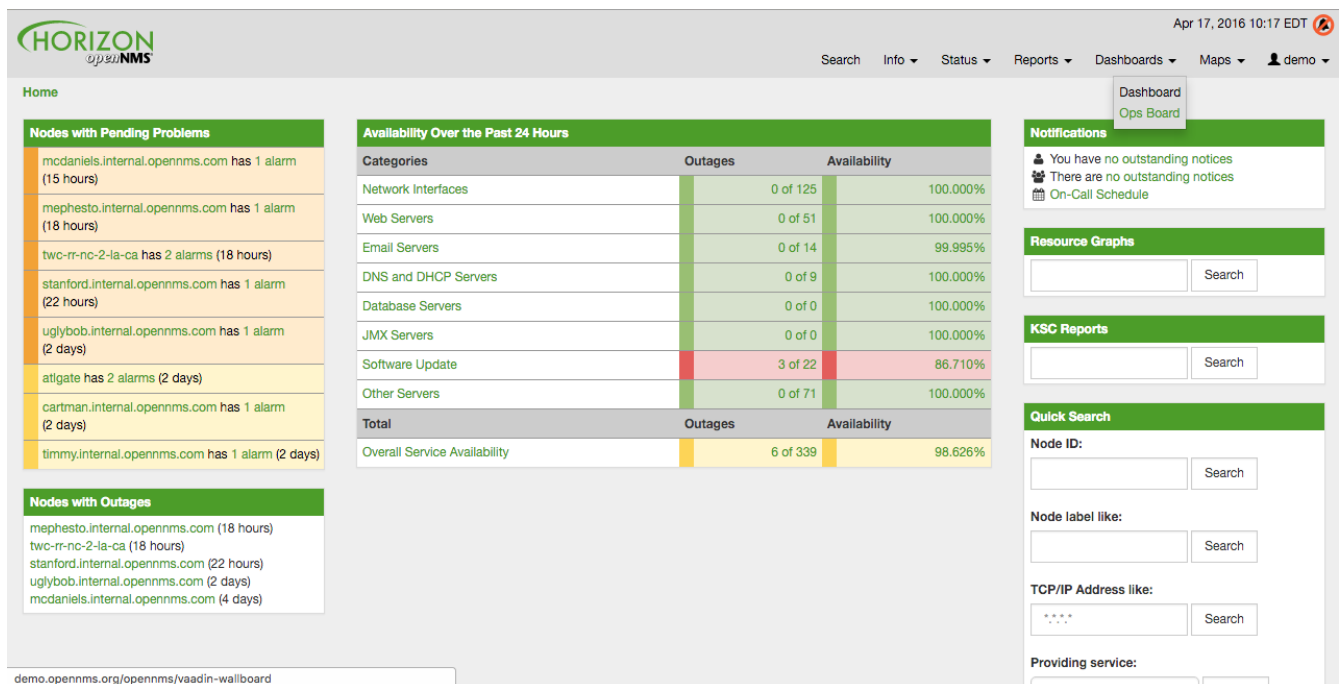 HORIZON
openNMS
Apr 17, 2016 10:17 EDT
Search Info Status Reports Dashboards Maps demo
Dashboard
Ops Board
Home
Nodes with Pending Problems
mcdaniels.internal.opennms.com has 1 alarm
(15 hours)
mephesto.internal.opennms.com has 1 alarm
(18 hours)
twc-rr-nc-2-la-ca has 2 alarms (18 hours)
stanford.internal.opennms.com has 1 alarm
(22 hours)
uglybob.internal.opennms.com has 1 alarm
(2 days)
atlgate has 2 alarms (2 days)
cartman.internal.opennms.com has 1 alarm
(2 days)
timmy.internal.opennms.com has 1 alarm (2 days)
Nodes with Outages
mephesto.internal.opennms.com (18 hours)
twc-rr-nc-2-la-ca (18 hours)
stanford.internal.opennms.com (22 hours)
uglybob.internal.opennms.com (2 days)
mcdaniels.internal.opennms.com (4 days)
Availability Over the Past 24 Hours
Categories Outages Availability
Network Interfaces 0 of 125 100.000%
Web Servers 0 of 51 100.000%
Email Servers 0 of 14 99.995%
DNS and DHCP Servers 0 of 9 100.000%
Database Servers 0 of 0 100.000%
JMX Servers 0 of 0 100.000%
Software Update 3 of 22 86.710%
Other Servers 0 of 71 100.000%
Total Outages Availability
Overall Service Availability 6 of 339 98.626%
Notifications
You have no outstanding notices
There are no outstanding notices
On-Call Schedule
Resource Graphs
Search
KSC Reports
Search
Quick Search
Node ID:
Search
Node label like:
Search
TCP/IP Address like:
*.*.*.* Search
Providing service:
demo.opennms.org/opennms/vaadin-wallboard